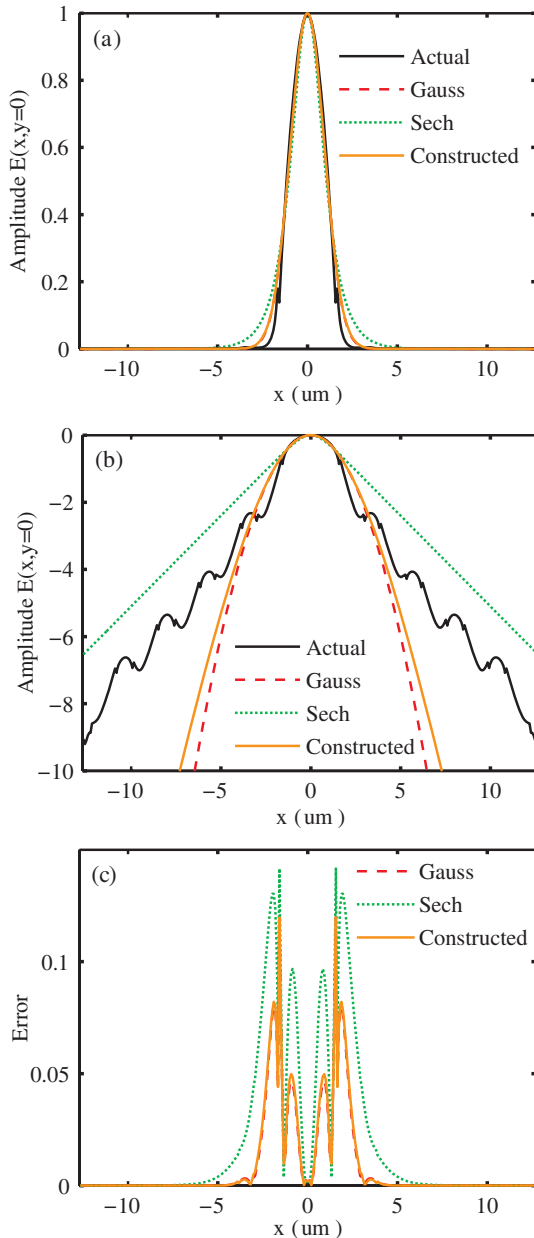 (a)
1
0.8
0.6
0.4
0.2
0
Amplitude E(x,y=0)
Actual
Gauss
Sech
Constructed
−10 −5 0 5 10
x (um)
(b)
0
−2
−4
−6
−8
−10
Amplitude E(x,y=0)
Actual
Gauss
Sech
Constructed
−10 −5 0 5 10
x (um)
(c)
0.1
0.05
0
Error
Gauss
Sech
Constructed
−10 −5 0 5 10
x (um)